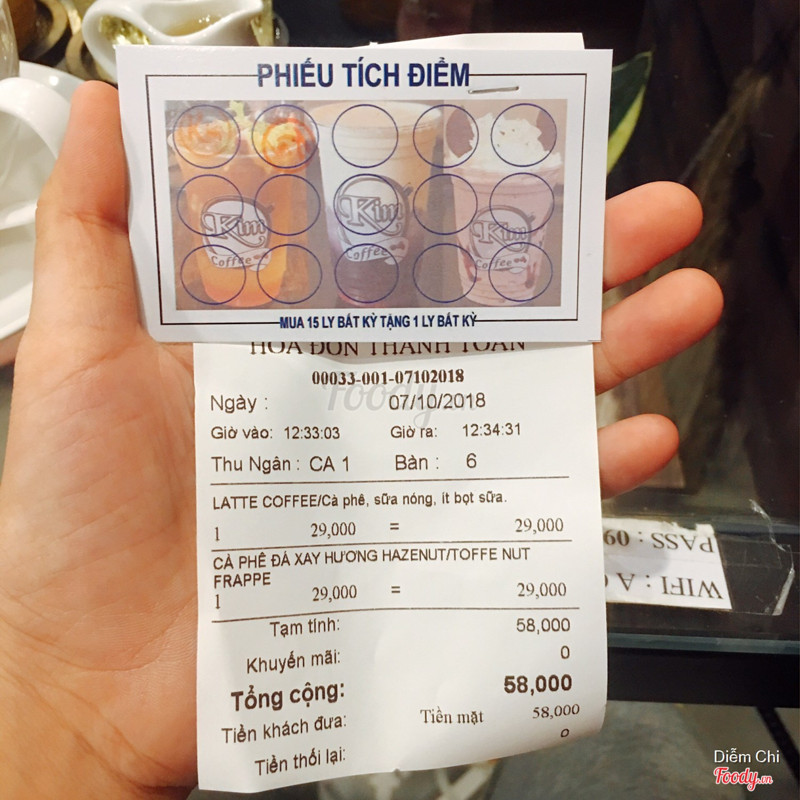 PHIẾU TÍCH ĐIỂM
Kim
Coffee
Kim
Coffee
Kim
Coffee
MUA 15 LY BẤT KỲ TẶNG 1 LY BẤT KỲ
HÓA ĐƠN THANH TOÁN
00033-001-07102018
Foody.vn
Ngày : 07/10/2018
Giờ vào: 12:33:03 Giờ ra: 12:34:31
Thu Ngân : CA 1 Bàn : 6
LATTE COFFEE/Cà phê, sữa nóng, ít bọt sữa.
1 29,000 = 29,000
CÀ PHÊ ĐÁ XAY HƯƠNG HAZENUT/TOFFE NUT
FRAPPE
1 29,000 = 29,000
Tạm tính: 58,000
Khuyến mãi: 0
Tổng cộng: 58,000
Tiền khách đưa: Tiền mặt 58,000
Tiền thối lại: 0
PASS : 09
WIFI : A
Diễm Chi
Foody.vn